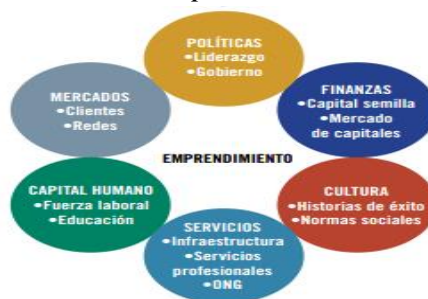 POLÍTICAS
•Liderazgo
•Gobierno
MERCADOS
•Clientes
•Redes
FINANZAS
•Capital semilla
•Mercado
de capitales
EMPRENDIMIENTO
CAPITAL HUMANO
•Fuerza laboral
•Educación
CULTURA
•Historias de éxito
•Normas sociales
SERVICIOS
•Infraestructura
•Servicios
profesionales
•ONG